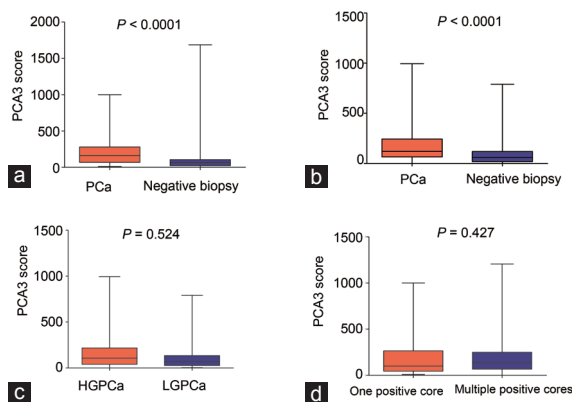 P < 0.0001
2000
1500
1000
500
0
PCA3 score
PCa
Negative biopsy
a
P < 0.0001
1500
1000
500
0
PCA3 score
PCa
Negative biopsy
b
P = 0.524
1500
1000
500
0
PCA3 score
HGPCa
LGPCa
c
P = 0.427
1500
1000
500
0
PCA3 score
One positive core
Multiple positive cores
d